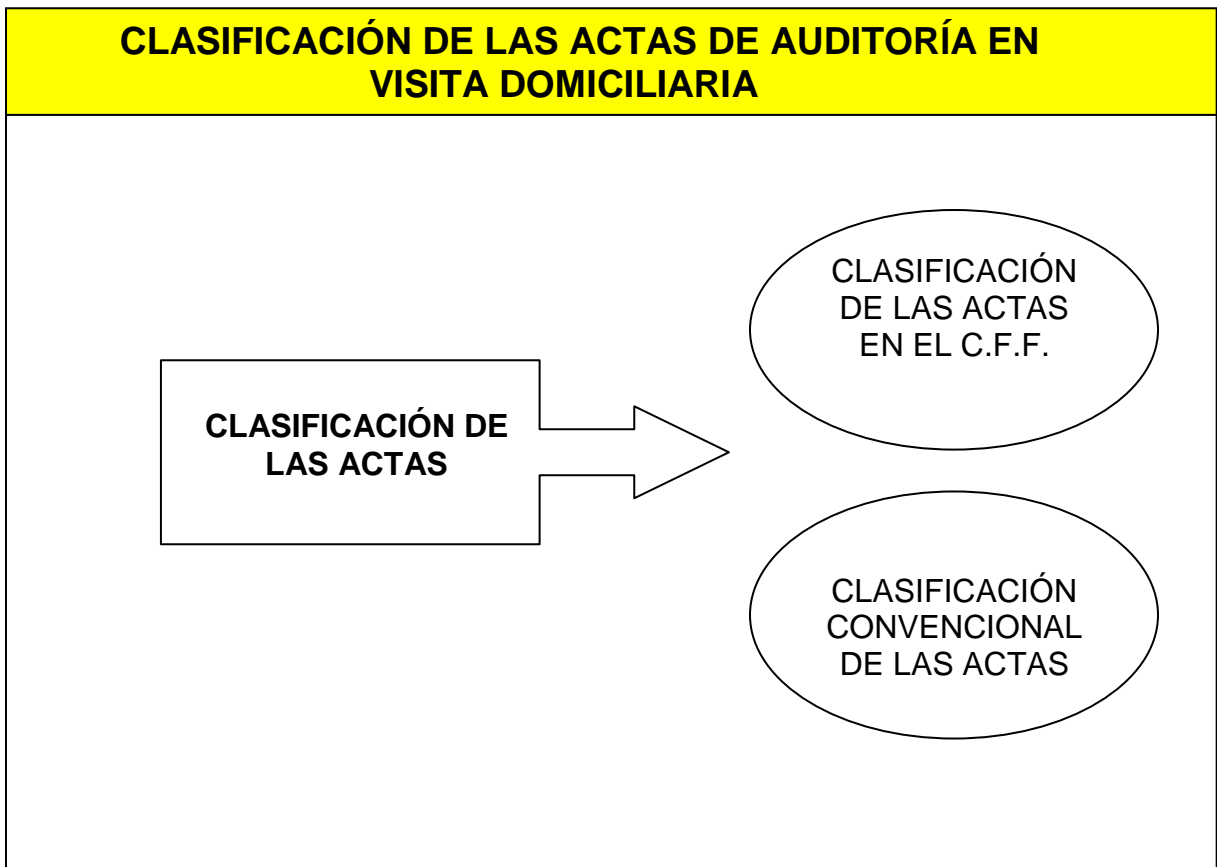 CLASIFICACIÓN DE LAS ACTAS DE AUDITORÍA EN
VISITA DOMICILIARIA
CLASIFICACIÓN DE
LAS ACTAS
CLASIFICACIÓN
DE LAS ACTAS
EN EL C.F.F.
CLASIFICACIÓN
CONVENCIONAL
DE LAS ACTAS